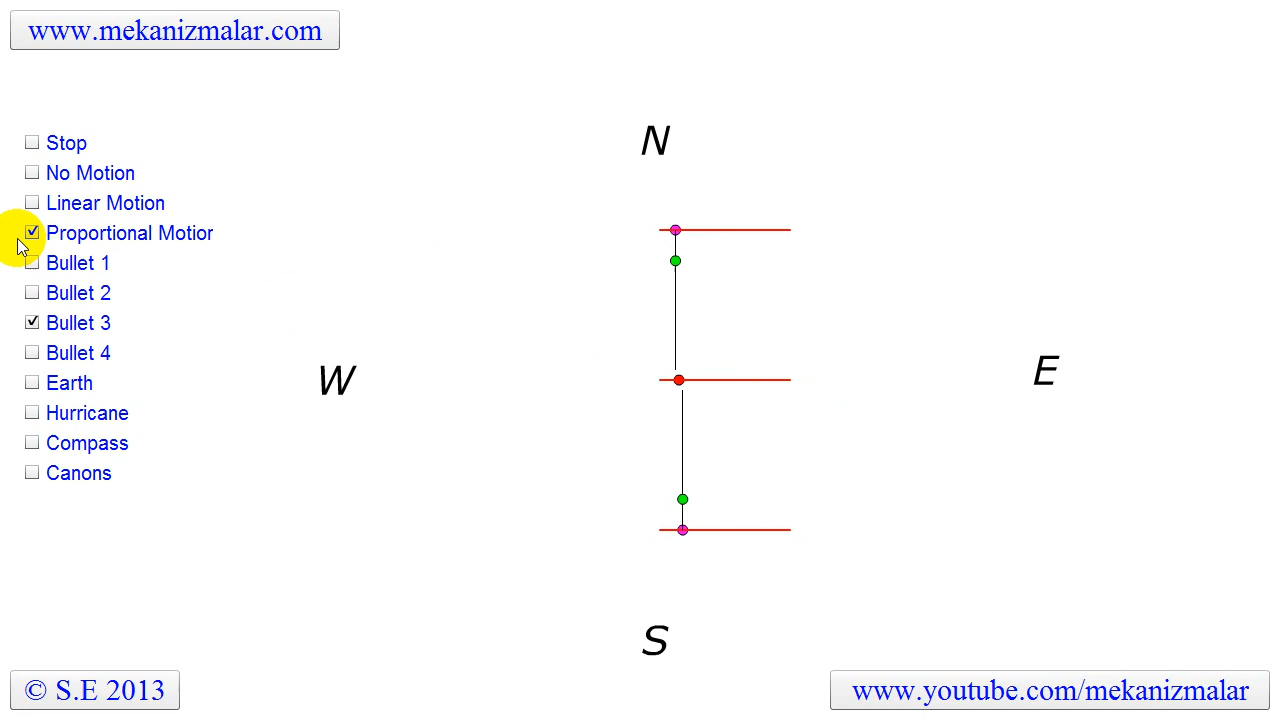 www.mekanizmalar.com
N
Stop
No Motion
Linear Motion
Proportional Motior
Bullet 1
Bullet 2
Bullet 3
Bullet 4
W
E
Earth
Hurricane
Compass
Canons
S
© S.E 2013
www.youtube.com/mekanizmalar